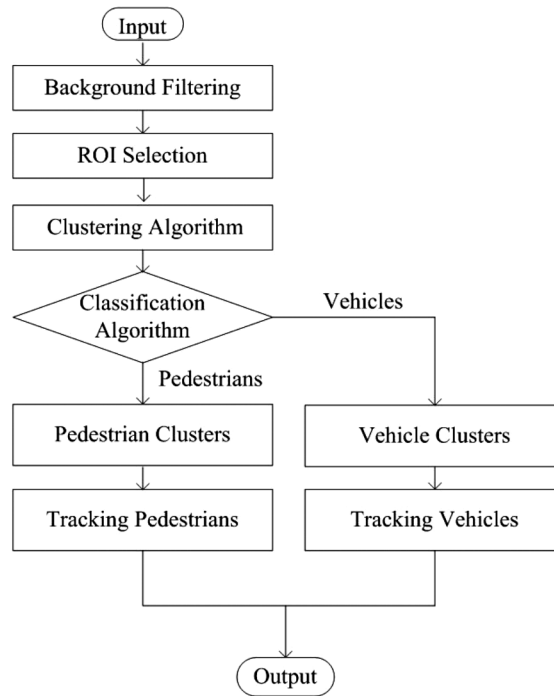 Input
Background Filtering
ROI Selection
Clustering Algorithm
Classification
Algorithm
Vehicles
Pedestrians
Pedestrian Clusters
Vehicle Clusters
Tracking Pedestrians
Tracking Vehicles
Output